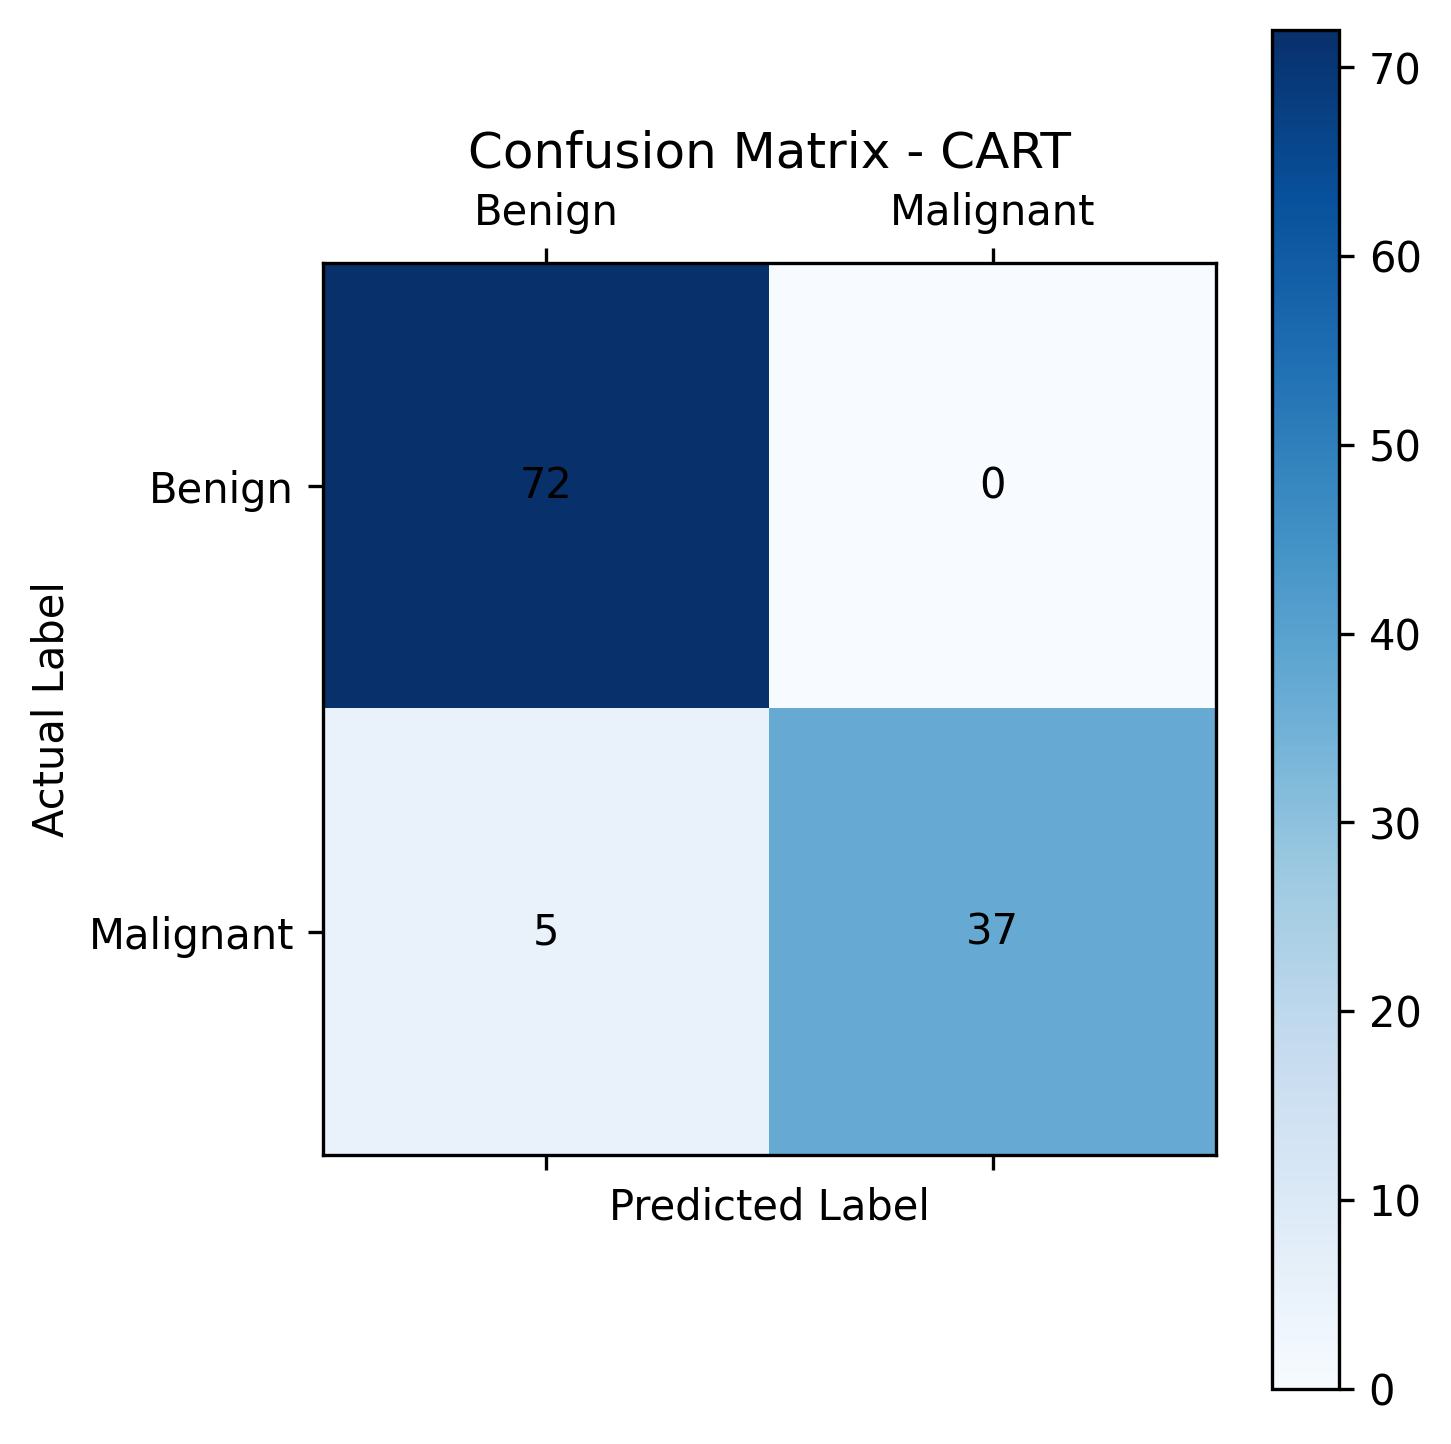 Confusion Matrix - CART
Benign Malignant
Benign 72 0
Malignant 5 37
Actual Label
Predicted Label
70
60
50
40
30
20
10
0